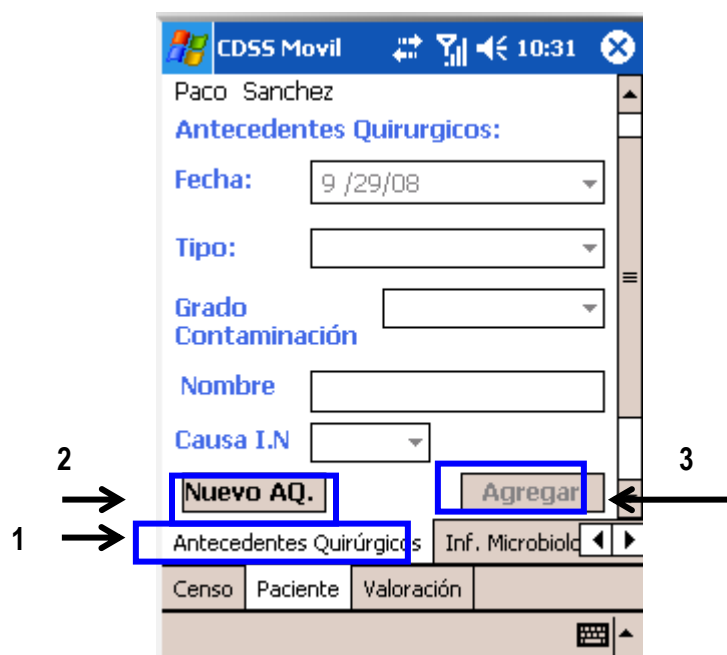 CDSS Movil 10:31
Paco Sanchez
Antecedentes Quirurgicos:
Fecha: 9 /29/08
Tipo:
Grado
Contaminación
Nombre
Causa I.N
2
3
Nuevo AQ. Agregar
1
Antecedentes Quirúrgicos Inf. Microbiolo
Censo Paciente Valoración